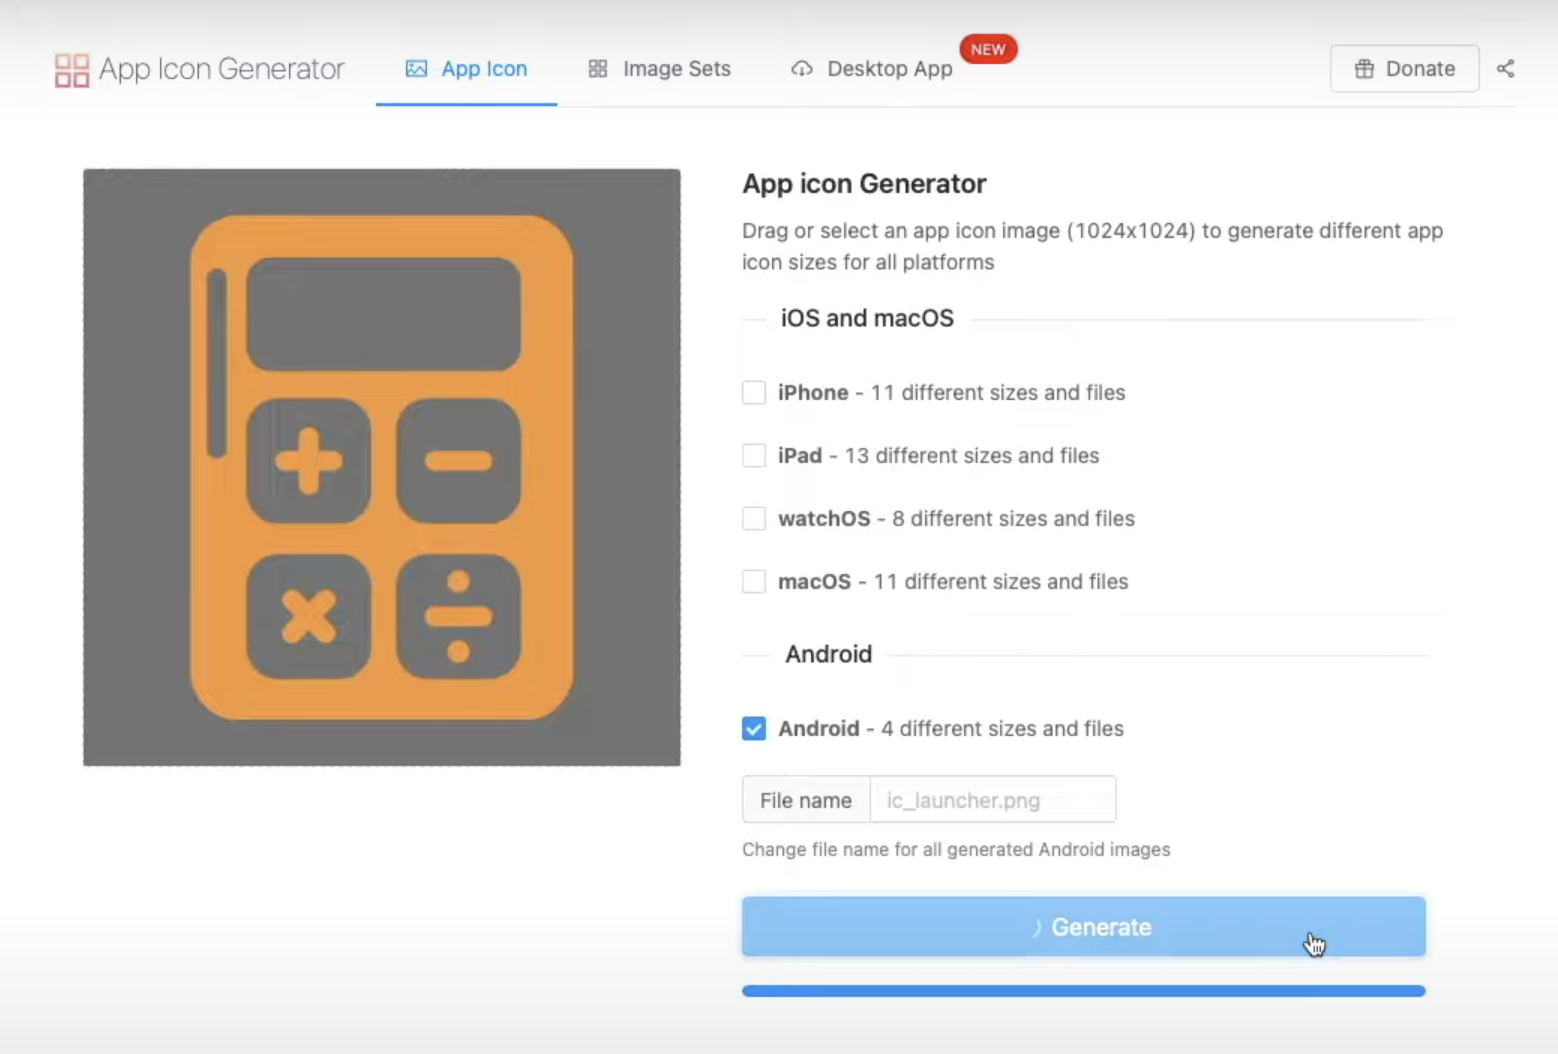 App Icon Generator
App Icon
Image Sets
Desktop App
NEW
Donate
App icon Generator
Drag or select an app icon image (1024x1024) to generate different app
icon sizes for all platforms
iOS and macOS
iPhone - 11 different sizes and files
iPad - 13 different sizes and files
watchOS - 8 different sizes and files
macOS - 11 different sizes and files
Android
Android - 4 different sizes and files
File name
ic_launcher.png
Change file name for all generated Android images
Generate